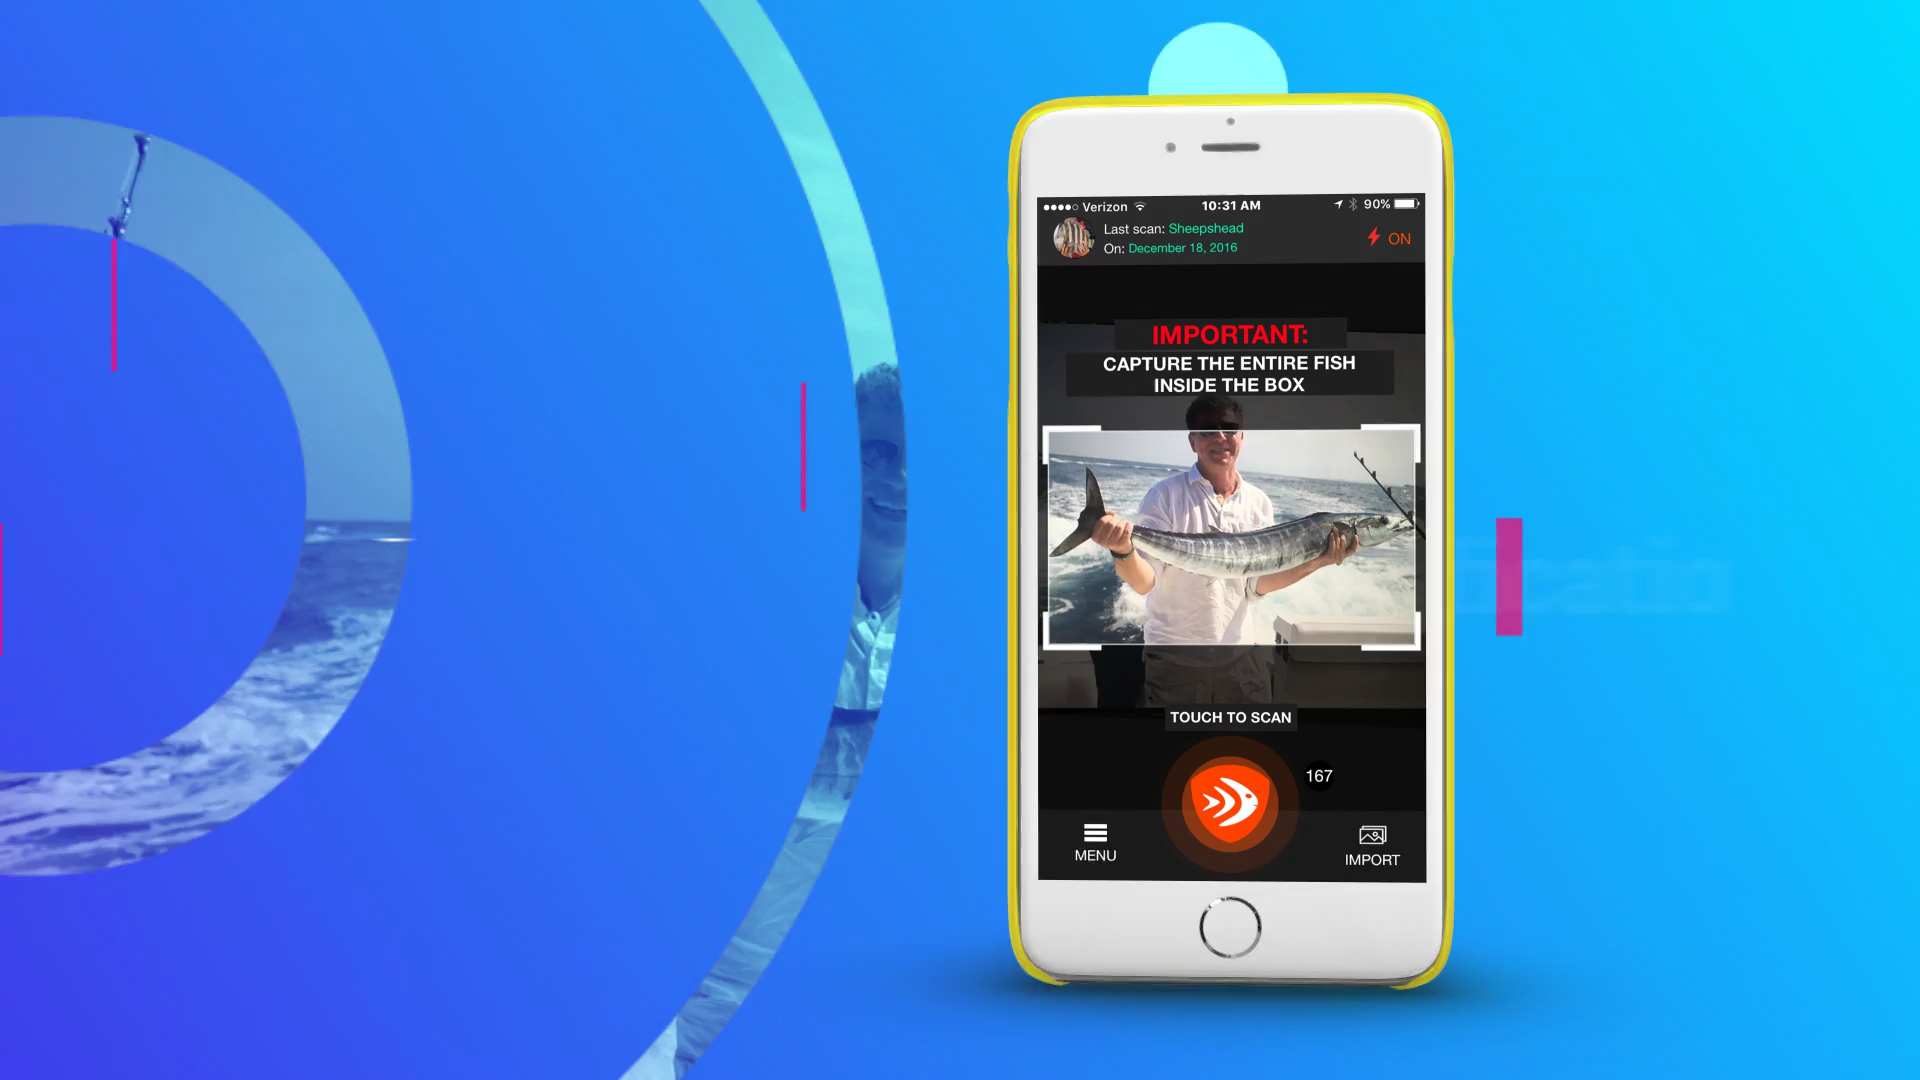 Verizon
10:31 AM
90%
Last scan: Sheepshead
On: December 18, 2016
ON
IMPORTANT:
CAPTURE THE ENTIRE FISH
INSIDE THE BOX
TOUCH TO SCAN
167
MENU
IMPORT